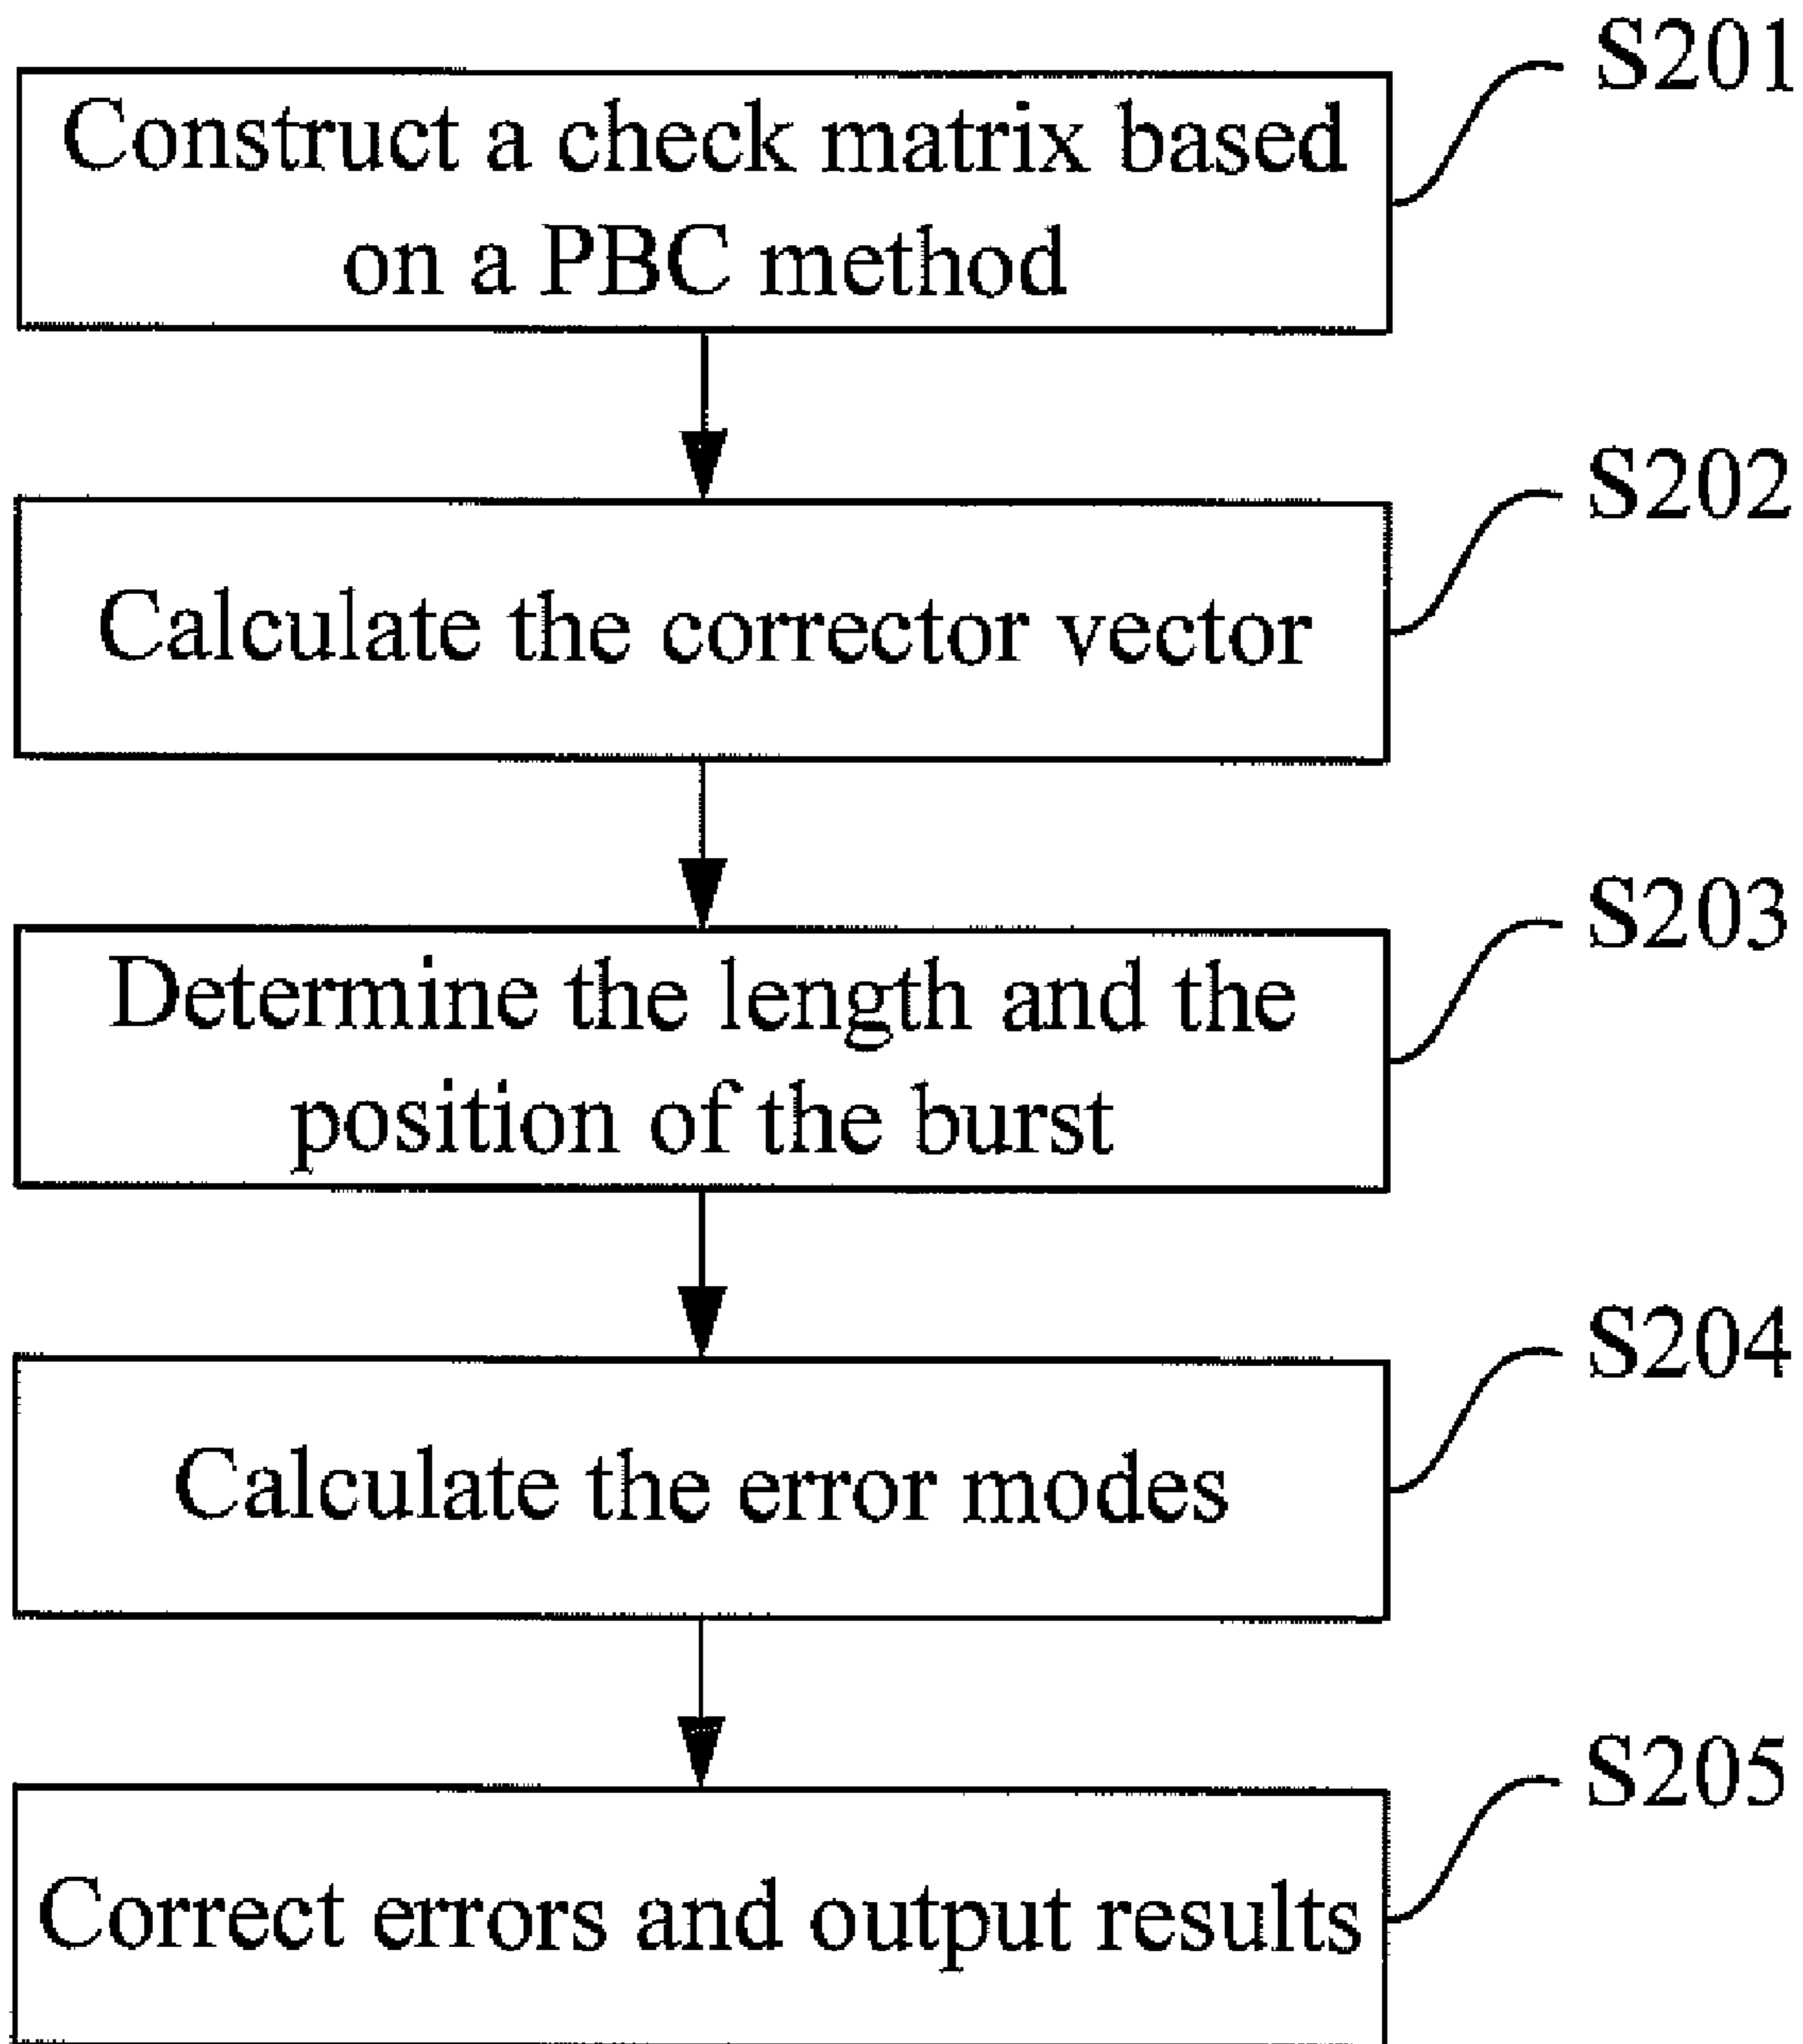 S201
Construct a check matrix based
on a PBC method
S202
Calculate the corrector vector
S203
Determine the length and the
position of the burst
S204
Calculate the error modes
S205
Correct errors and output results